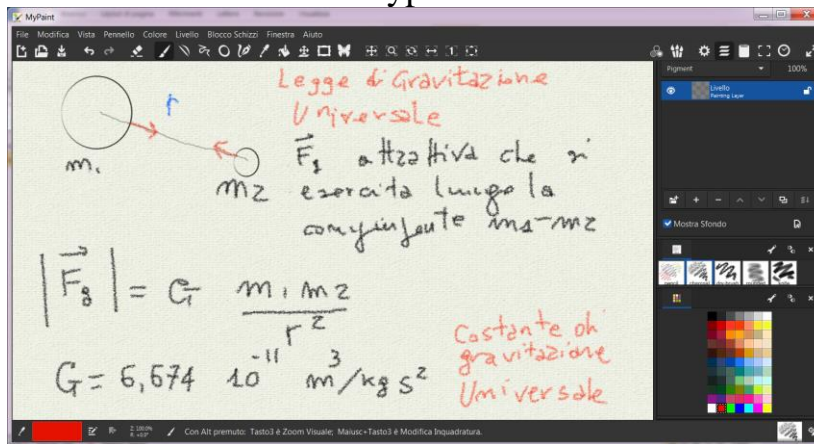 MyPaint
File Modifica Vista Pennello Colore Livello Blocco Schizzi Finestra Aiuto
Pigment 100%
Livello
Painting Layer
Legge di Gravitazione
Universale
r
m1
m2
Fg attrattiva che si
esercita lungo la
congiungente m1-m2
Mostra Sfondo
|Fg| = G m1 m2
r²
G = 6,674 10⁻¹¹ m³/kg s²
Costante di
gravitazione
Universale
Con Alt premuto: Tasto3 è Zoom Visuale; Maiusc+Tasto3 è Modifica Inquadratura.